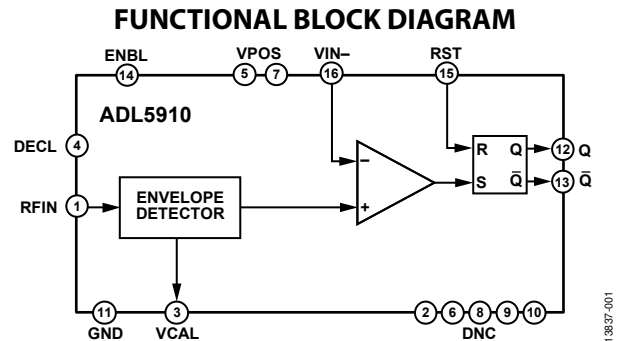 FUNCTIONAL BLOCK DIAGRAM
ENBL VPOS VIN– RST
14 5 7 16 15
ADL5910
DECL 4
R Q 12 Q
–
S Q̅ 13 Q̅
RFIN 1
ENVELOPE
DETECTOR
+
11 3 2 6 8 9 10
GND VCAL DNC
13837-001